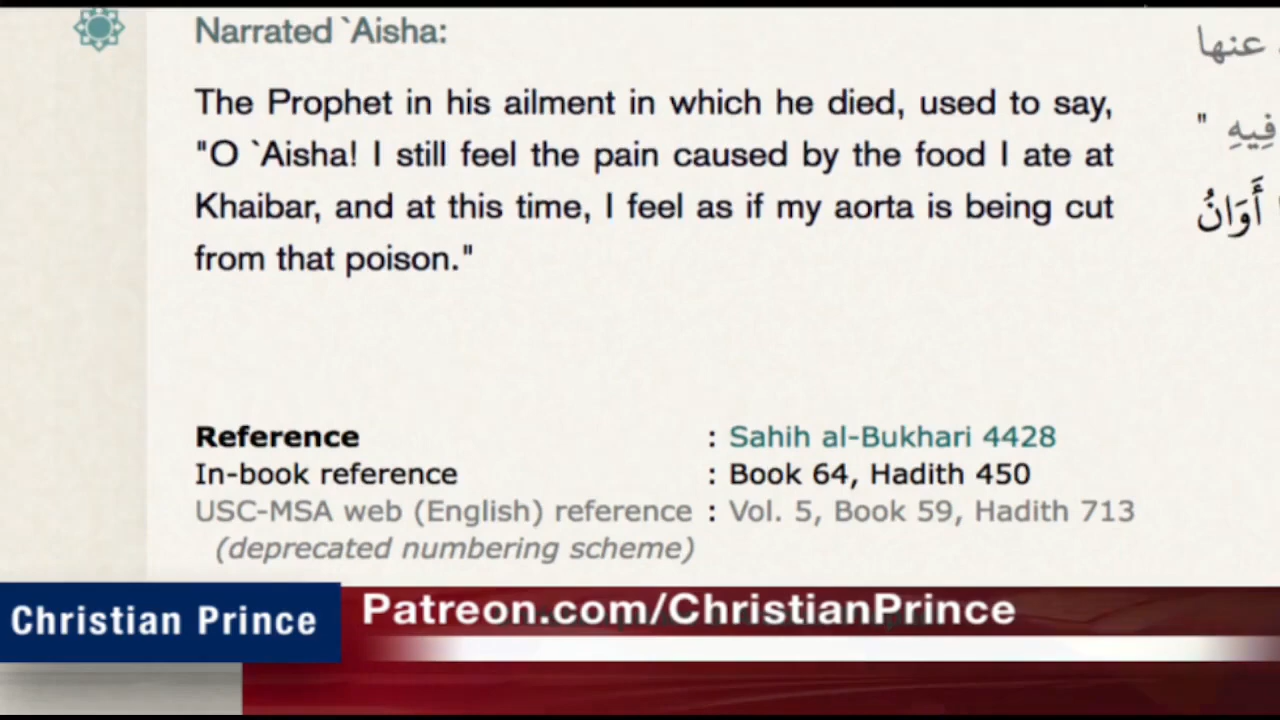 Narrated `Aisha:
عنها
The Prophet in his ailment in which he died, used to say,
" فِيهِ
"O `Aisha! I still feel the pain caused by the food I ate at
Khaibar, and at this time, I feel as if my aorta is being cut
أَوَانُ
from that poison."
Reference : Sahih al-Bukhari 4428
In-book reference : Book 64, Hadith 450
USC-MSA web (English) reference : Vol. 5, Book 59, Hadith 713
(deprecated numbering scheme)
Christian Prince
Patreon.com/ChristianPrince